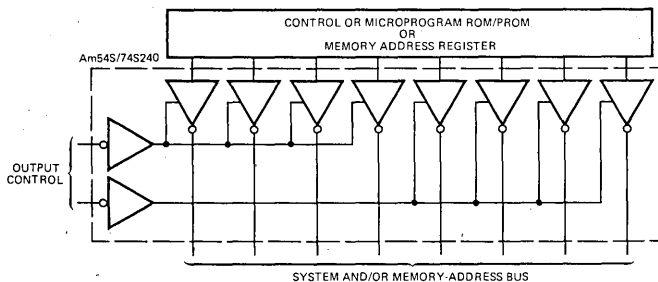 CONTROL OR MICROPROGRAM ROM/PROM
OR
MEMORY ADDRESS REGISTER
Am54S/74S240
OUTPUT
CONTROL
SYSTEM AND/OR MEMORY-ADDRESS BUS